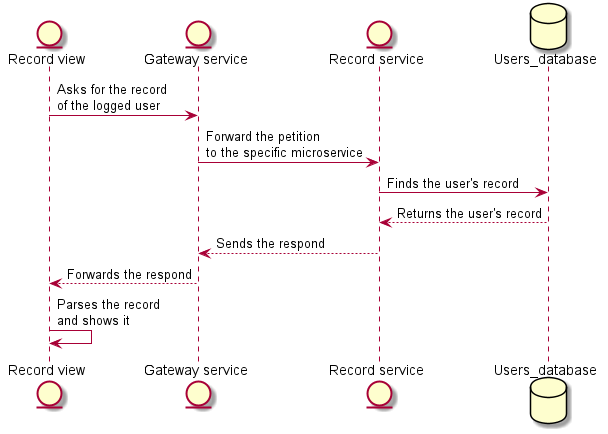 Record view
Gateway service
Record service
Users_database
Asks for the record
of the logged user
Forward the petition
to the specific microservice
Finds the user's record
Returns the user's record
Sends the respond
Forwards the respond
Parses the record
and shows it
Record view
Gateway service
Record service
Users_database